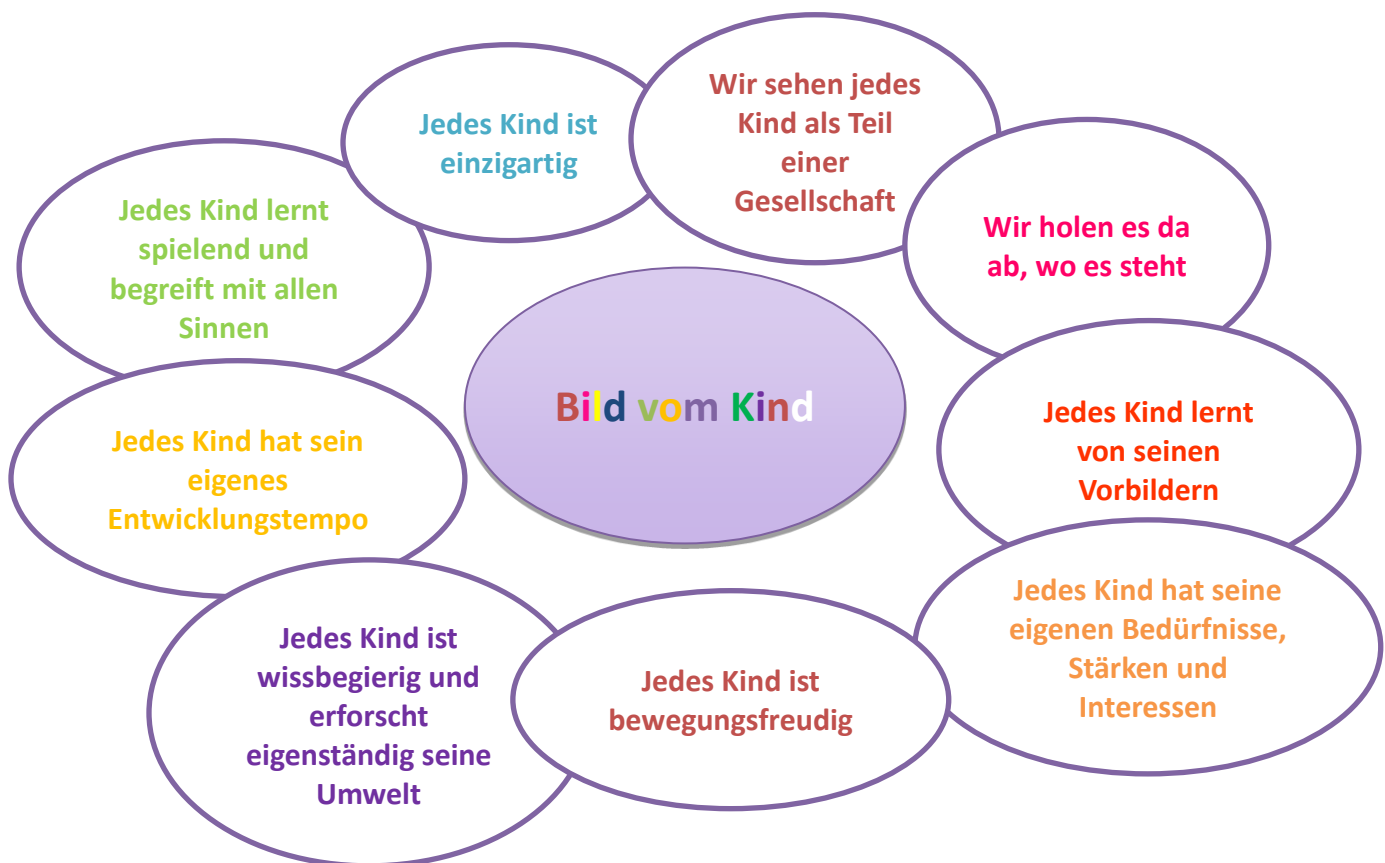 Jedes Kind ist
einzigartig
Wir sehen jedes
Kind als Teil
einer
Gesellschaft
Wir holen es da
ab, wo es steht
Jedes Kind lernt
spielend und
begreift mit allen
Sinnen
Bild vom Kind
Jedes Kind lernt
von seinen
Vorbildern
Jedes Kind hat sein
eigenes
Entwicklungstempo
Jedes Kind hat seine
eigenen Bedürfnisse,
Stärken und
Interessen
Jedes Kind ist
wissbegierig und
erforscht
eigenständig seine
Umwelt
Jedes Kind ist
bewegungsfreudig